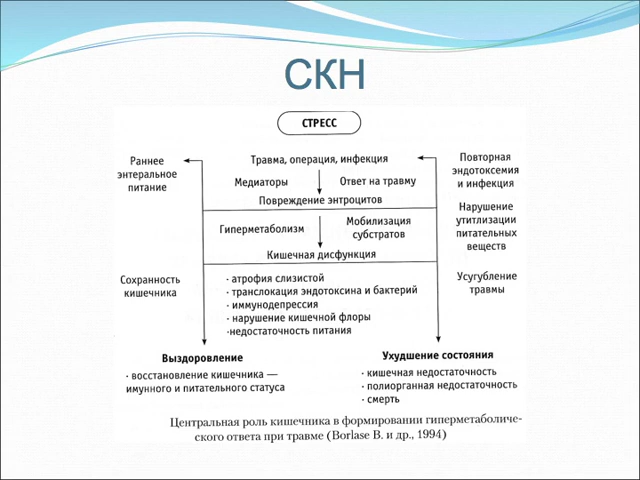 СКН
СТРЕСС
Раннее
энтеральное
питание
Травма, операция, инфекция
Повторная
эндотоксемия
и инфекция
Медиаторы
Ответ на травму
Повреждение энтроцитов
Гиперметаболизм
Мобилизация
субстратов
Нарушение
утитлизации
питательных
веществ
Кишечная дисфункция
Сохранность
кишечника
· атрофия слизистой
· транслокация эндотоксина и бактерий
· иммунодепрессия
· нарушение кишечной флоры
·недостаточность питания
Усугубление
травмы
Выздоровление
· восстановление кишечника —
имунного и питательного статуса
Ухудшение состояния
· кишечная недостаточность
· полиорганная недостаточность
· смерть
Центральная роль кишечника в формировании гиперметаболиче-
ского ответа при травме (Borlase B. и др., 1994)